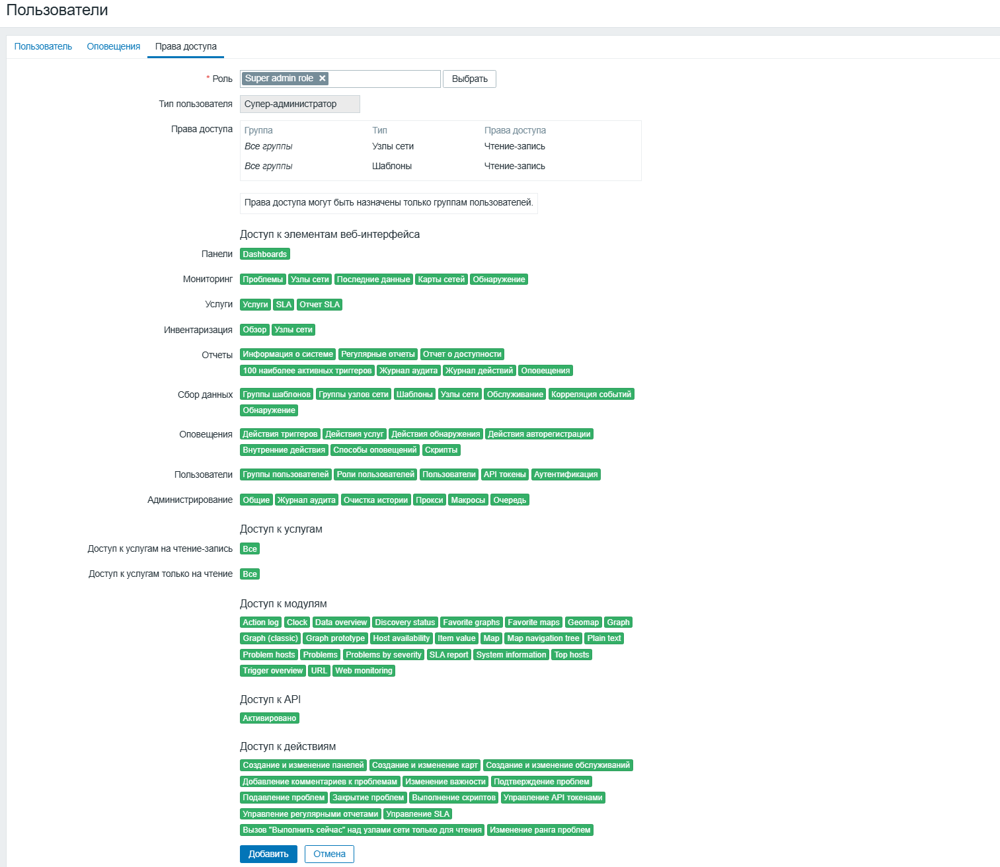 Пользователи
Пользователь Оповещения Права доступа
* Роль Super admin role ✕ Выбрать
Тип пользователя Супер-администратор
Права доступа Группа Тип Права доступа
Все группы Узлы сети Чтение-запись
Все группы Шаблоны Чтение-запись
Права доступа могут быть назначены только группам пользователей.
Доступ к элементам веб-интерфейса
Панели Dashboards
Мониторинг Проблемы Узлы сети Последние данные Карты сетей Обнаружение
Услуги Услуги SLA Отчет SLA
Инвентаризация Обзор Узлы сети
Отчеты Информация о системе Регулярные отчеты Отчет о доступности
100 наиболее активных триггеров Журнал аудита Журнал действий Оповещения
Сбор данных Группы шаблонов Группы узлов сети Шаблоны Узлы сети Обслуживание Корреляция событий
Обнаружение
Оповещения Действия триггеров Действия услуг Действия обнаружения Действия авторегистрации
Внутренние действия Способы оповещений Скрипты
Пользователи Группы пользователей Роли пользователей Пользователи API токены Аутентификация
Администрирование Общие Журнал аудита Очистка истории Прокси Макросы Очередь
Доступ к услугам
Доступ к услугам на чтение-запись Все
Доступ к услугам только на чтение Все
Доступ к модулям
Action log Clock Data overview Discovery status Favorite graphs Favorite maps Geomap Graph
Graph (classic) Graph prototype Host availability Item value Map Map navigation tree Plain text
Problem hosts Problems Problems by severity SLA report System information Top hosts
Trigger overview URL Web monitoring
Доступ к API
Активировано
Доступ к действиям
Создание и изменение панелей Создание и изменение карт Создание и изменение обслуживаний
Добавление комментариев к проблемам Изменение важности Подтверждение проблем
Подавление проблем Закрытие проблем Выполнение скриптов Управление API токенами
Управление регулярными отчетами Управление SLA
Вызов "Выполнить сейчас" над узлами сети только для чтения Изменение ранга проблем
Добавить Отмена